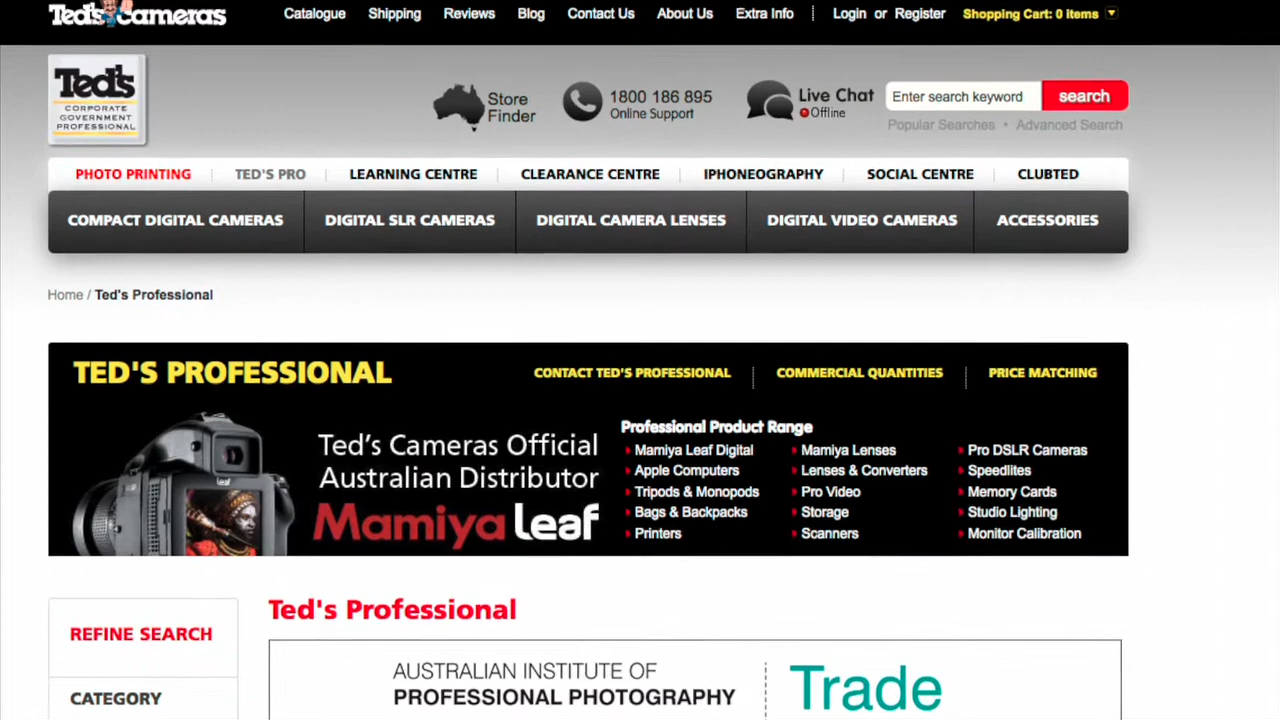 Ted's Cameras
Catalogue Shipping Reviews Blog Contact Us About Us Extra Info Login or Register Shopping Cart: 0 items
Ted's
CORPORATE
GOVERNMENT
PROFESSIONAL
Store
Finder
1800 186 895
Online Support
Live Chat
Offline
Enter search keyword search
Popular Searches • Advanced Search
PHOTO PRINTING TED'S PRO LEARNING CENTRE CLEARANCE CENTRE IPHONEOGRAPHY SOCIAL CENTRE CLUBTED
COMPACT DIGITAL CAMERAS DIGITAL SLR CAMERAS DIGITAL CAMERA LENSES DIGITAL VIDEO CAMERAS ACCESSORIES
Home / Ted's Professional
TED'S PROFESSIONAL
CONTACT TED'S PROFESSIONAL COMMERCIAL QUANTITIES PRICE MATCHING
Ted's Cameras Official
Australian Distributor
Mamiya Leaf
Leaf
Professional Product Range
Mamiya Leaf Digital Mamiya Lenses Pro DSLR Cameras
Apple Computers Lenses & Converters Speedlites
Tripods & Monopods Pro Video Memory Cards
Bags & Backpacks Storage Studio Lighting
Printers Scanners Monitor Calibration
REFINE SEARCH
CATEGORY
Ted's Professional
AUSTRALIAN INSTITUTE OF
PROFESSIONAL PHOTOGRAPHY
Trade